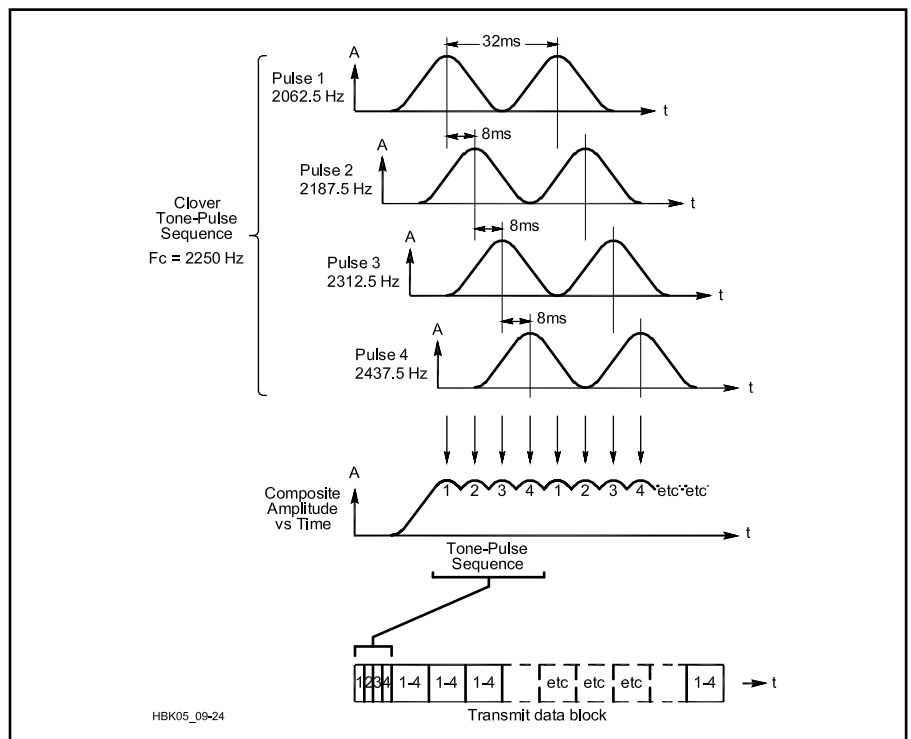 32ms
A
Pulse 1
2062.5 Hz
t
8ms
A
Pulse 2
2187.5 Hz
t
8ms
A
Pulse 3
2312.5 Hz
t
8ms
A
Pulse 4
2437.5 Hz
t
Clover
Tone-Pulse
Sequence
Fc = 2250 Hz
A
1 2 3 4 1 2 3 4 etc etc
Composite
Amplitude
vs Time
t
Tone-Pulse
Sequence
1 2 3 4 1-4 1-4 1-4 etc etc etc 1-4 t
Transmit data block
HBK05_09-24